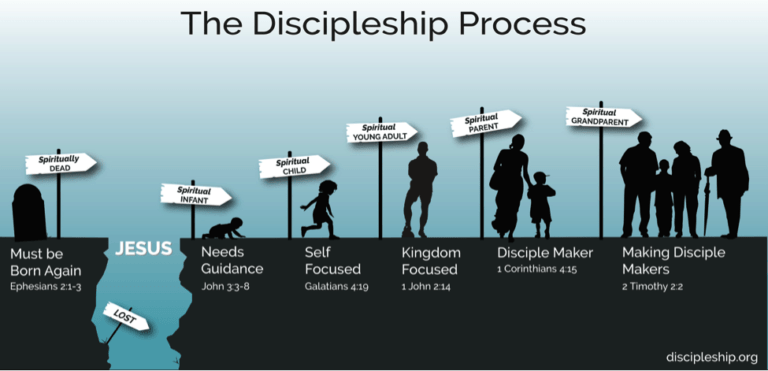 The Discipleship Process
Spiritually
DEAD
Must be
Born Again
Ephesians 2:1-3
JESUS
LOST
Spiritual
INFANT
Needs
Guidance
John 3:3-8
Spiritual
CHILD
Self
Focused
Galatians 4:19
Spiritual
YOUNG ADULT
Kingdom
Focused
1 John 2:14
Spiritual
PARENT
Disciple Maker
1 Corinthians 4:15
Spiritual
GRANDPARENT
Making Disciple
Makers
2 Timothy 2:2
discipleship.org